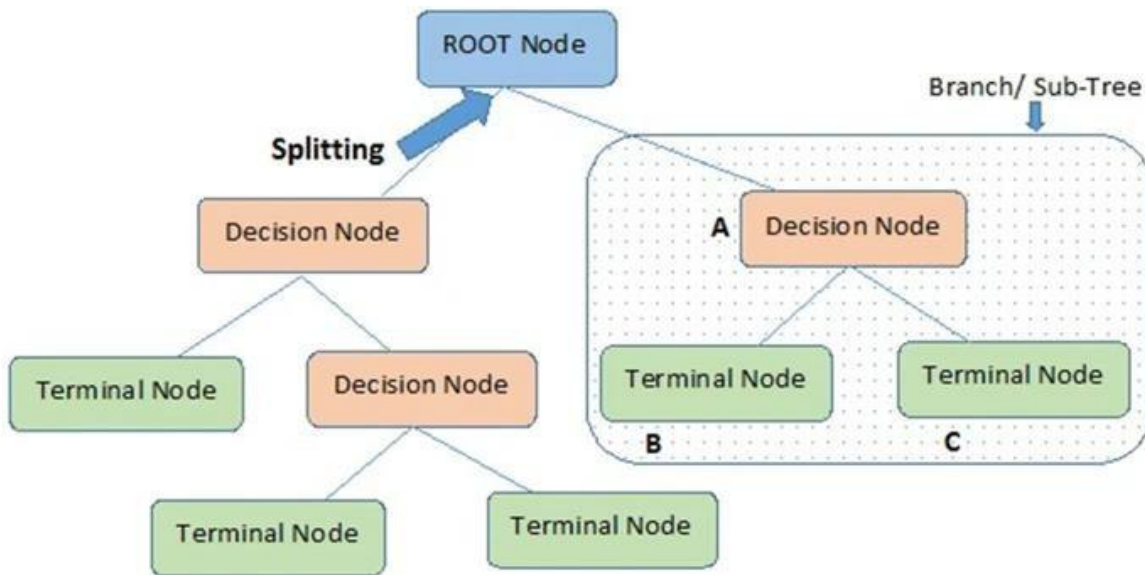 ROOT Node
Branch/ Sub-Tree
Splitting
Decision Node
A
Decision Node
Terminal Node
Decision Node
Terminal Node
Terminal Node
B
C
Terminal Node
Terminal Node